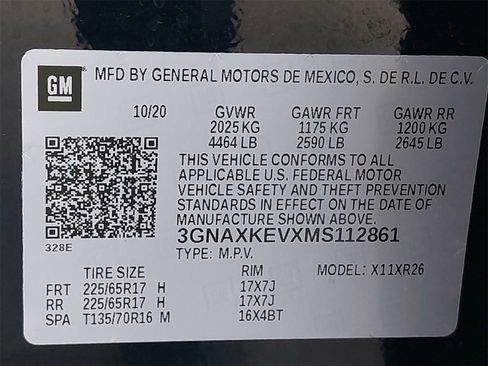 GM
MFD BY GENERAL MOTORS DE MEXICO, S. DE R.L. DE C.V.
10/20 GVWR GAWR FRT GAWR RR
2025 KG 1175 KG 1200 KG
4464 LB 2590 LB 2645 LB
THIS VEHICLE CONFORMS TO ALL
APPLICABLE U.S. FEDERAL MOTOR
VEHICLE SAFETY AND THEFT PREVENTION
STANDARDS IN EFFECT ON THE DATE OF
MANUFACTURE SHOWN ABOVE.
3GNAXKEVXMS112861
328E
TYPE: M.P.V. MODEL: X11XR26
TIRE SIZE RIM
FRT 225/65R17 H 17X7J
RR 225/65R17 H 17X7J
SPA T135/70R16 M 16X4BT